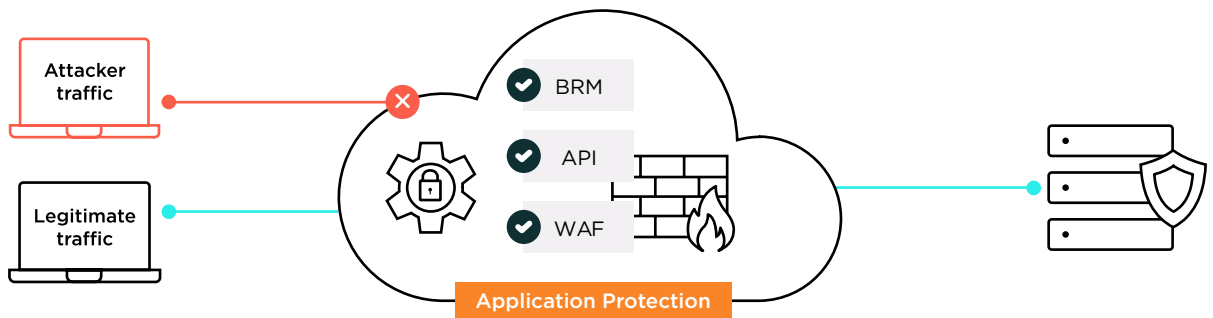 Attacker
traffic
Legitimate
traffic
BRM
API
WAF
Application Protection